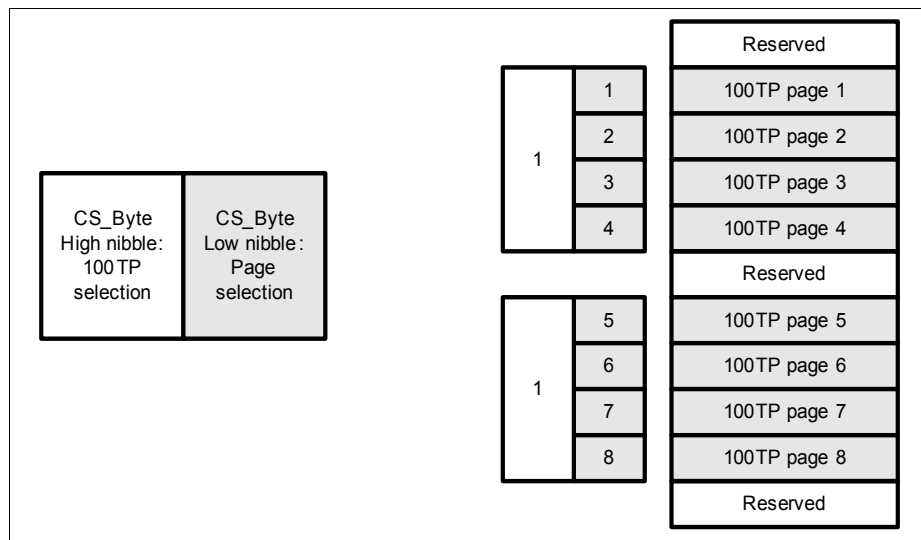 CS_Byte
High nibble:
100TP
selection
CS_Byte
Low nibble:
Page
selection
1
1
2
3
4
1
5
6
7
8
Reserved
100TP page 1
100TP page 2
100TP page 3
100TP page 4
Reserved
100TP page 5
100TP page 6
100TP page 7
100TP page 8
Reserved